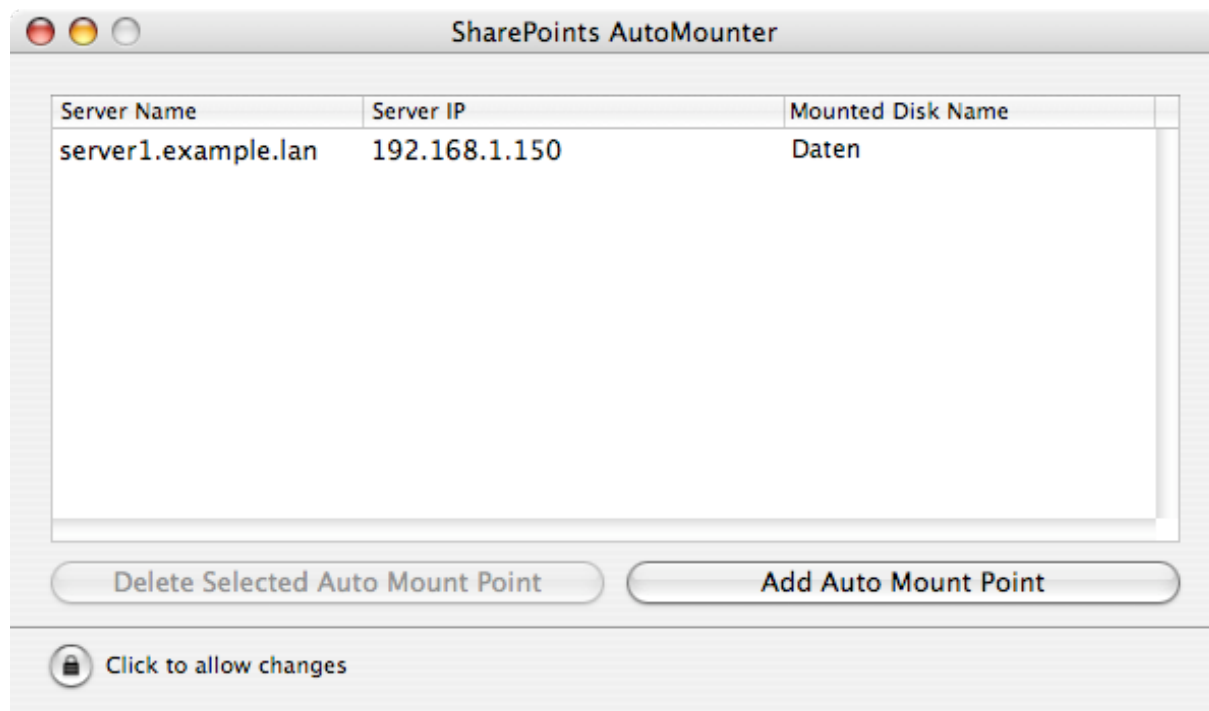 SharePoints AutoMounter
Server Name Server IP Mounted Disk Name
server1.example.lan 192.168.1.150 Daten
Delete Selected Auto Mount Point Add Auto Mount Point
Click to allow changes